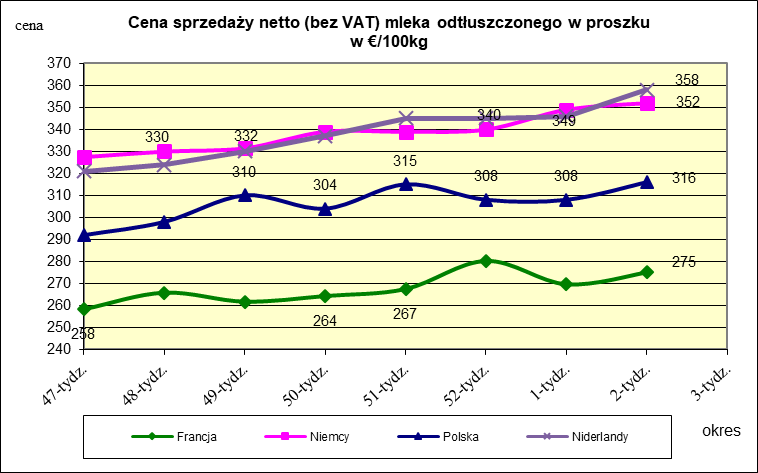 cena
Cena sprzedaży netto (bez VAT) mleka odtłuszczonego w proszku
w €/100kg
370
360
350
340
330
320
310
300
290
280
270
260
250
240
358
352
340
349
330
332
315
310
304
308
308
316
275
258
264
267
47-tydz.
48-tydz.
49-tydz.
50-tydz.
51-tydz.
52-tydz.
1-tydz.
2-tydz.
3-tydz.
okres
Francja
Niemcy
Polska
Niderlandy